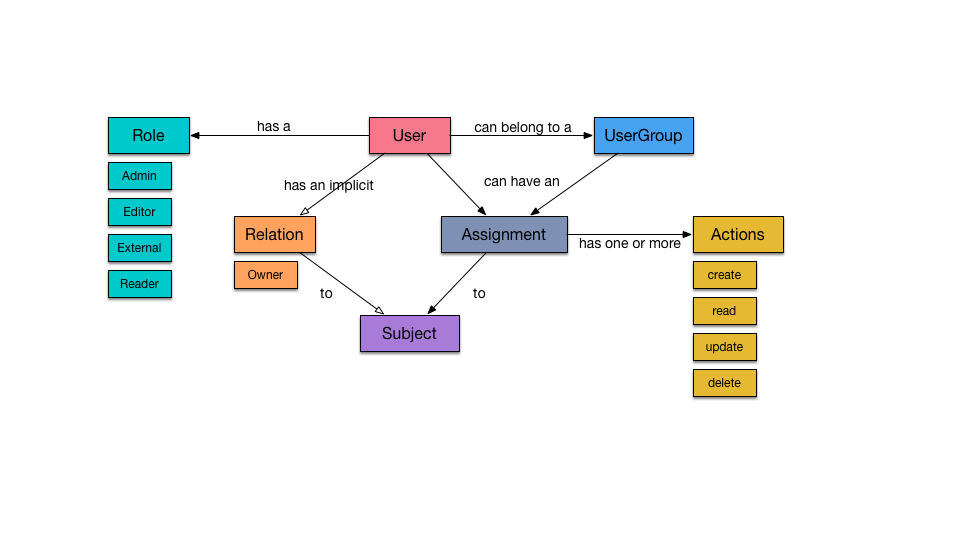 has a
can belong to a
Role
User
UserGroup
Admin
has an implicit
can have an
Editor
Relation
Assignment
Actions
External
has one or more
Owner
create
Reader
to
to
read
Subject
update
delete